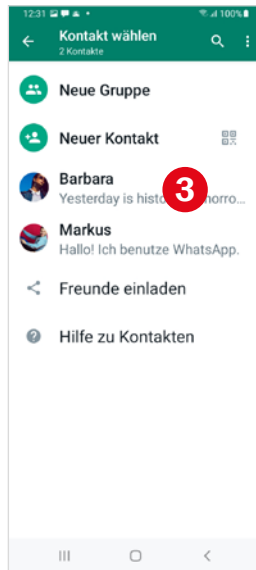 12:31 100%
Kontakt wählen
2 Kontakte
Neue Gruppe
Neuer Kontakt
Barbara
Yesterday is histo 3 horro...
Markus
Hallo! Ich benutze WhatsApp.
Freunde einladen
Hilfe zu Kontakten